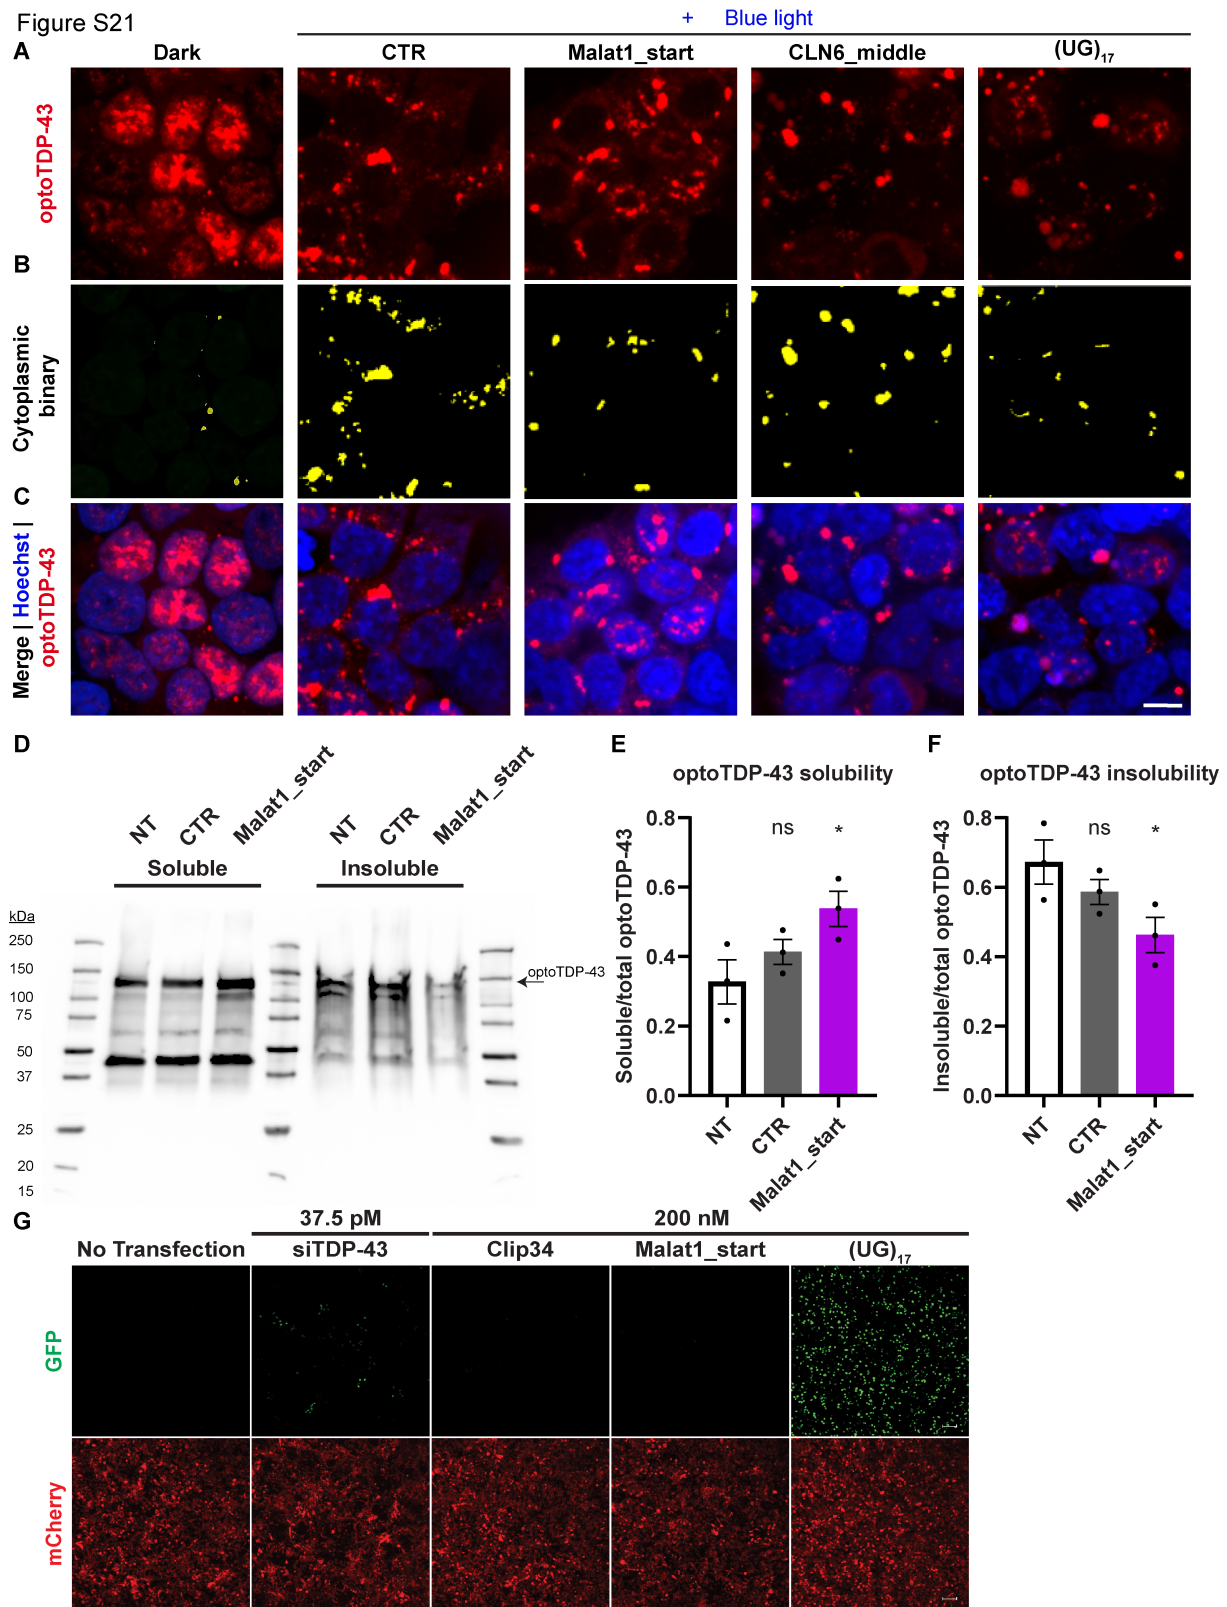 Figure S21
+ Blue light
A
Dark
CTR
Malat1_start
CLN6_middle
(UG)17
optoTDP-43
B
Cytoplasmic
binary
C
Merge | Hoechst |
optoTDP-43
D
NT
CTR
Malat1_start
NT
CTR
Malat1_start
Soluble
Insoluble
kDa
250
150
100
75
50
37
25
20
15
optoTDP-43
E
optoTDP-43 solubility
Soluble/total optoTDP-43
0.8
0.6
0.4
0.2
0.0
ns
*
NT
CTR
Malat1_start
F
optoTDP-43 insolubility
Insoluble/total optoTDP-43
0.8
0.6
0.4
0.2
0.0
ns
*
NT
CTR
Malat1_start
G
37.5 pM
200 nM
No Transfection
siTDP-43
Clip34
Malat1_start
(UG)17
GFP
mCherry